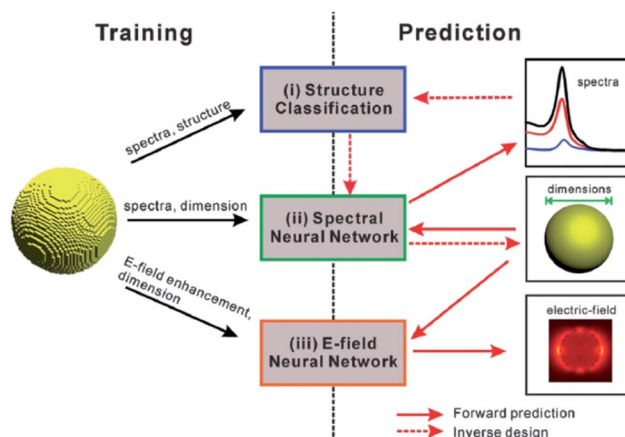 Training
Prediction
(i) Structure
Classification
spectra
spectra, structure
(ii) Spectral
Neural Network
spectra, dimension
dimensions
E-field enhancement,
dimension
(iii) E-field
Neural Network
electric-field
Forward prediction
Inverse design